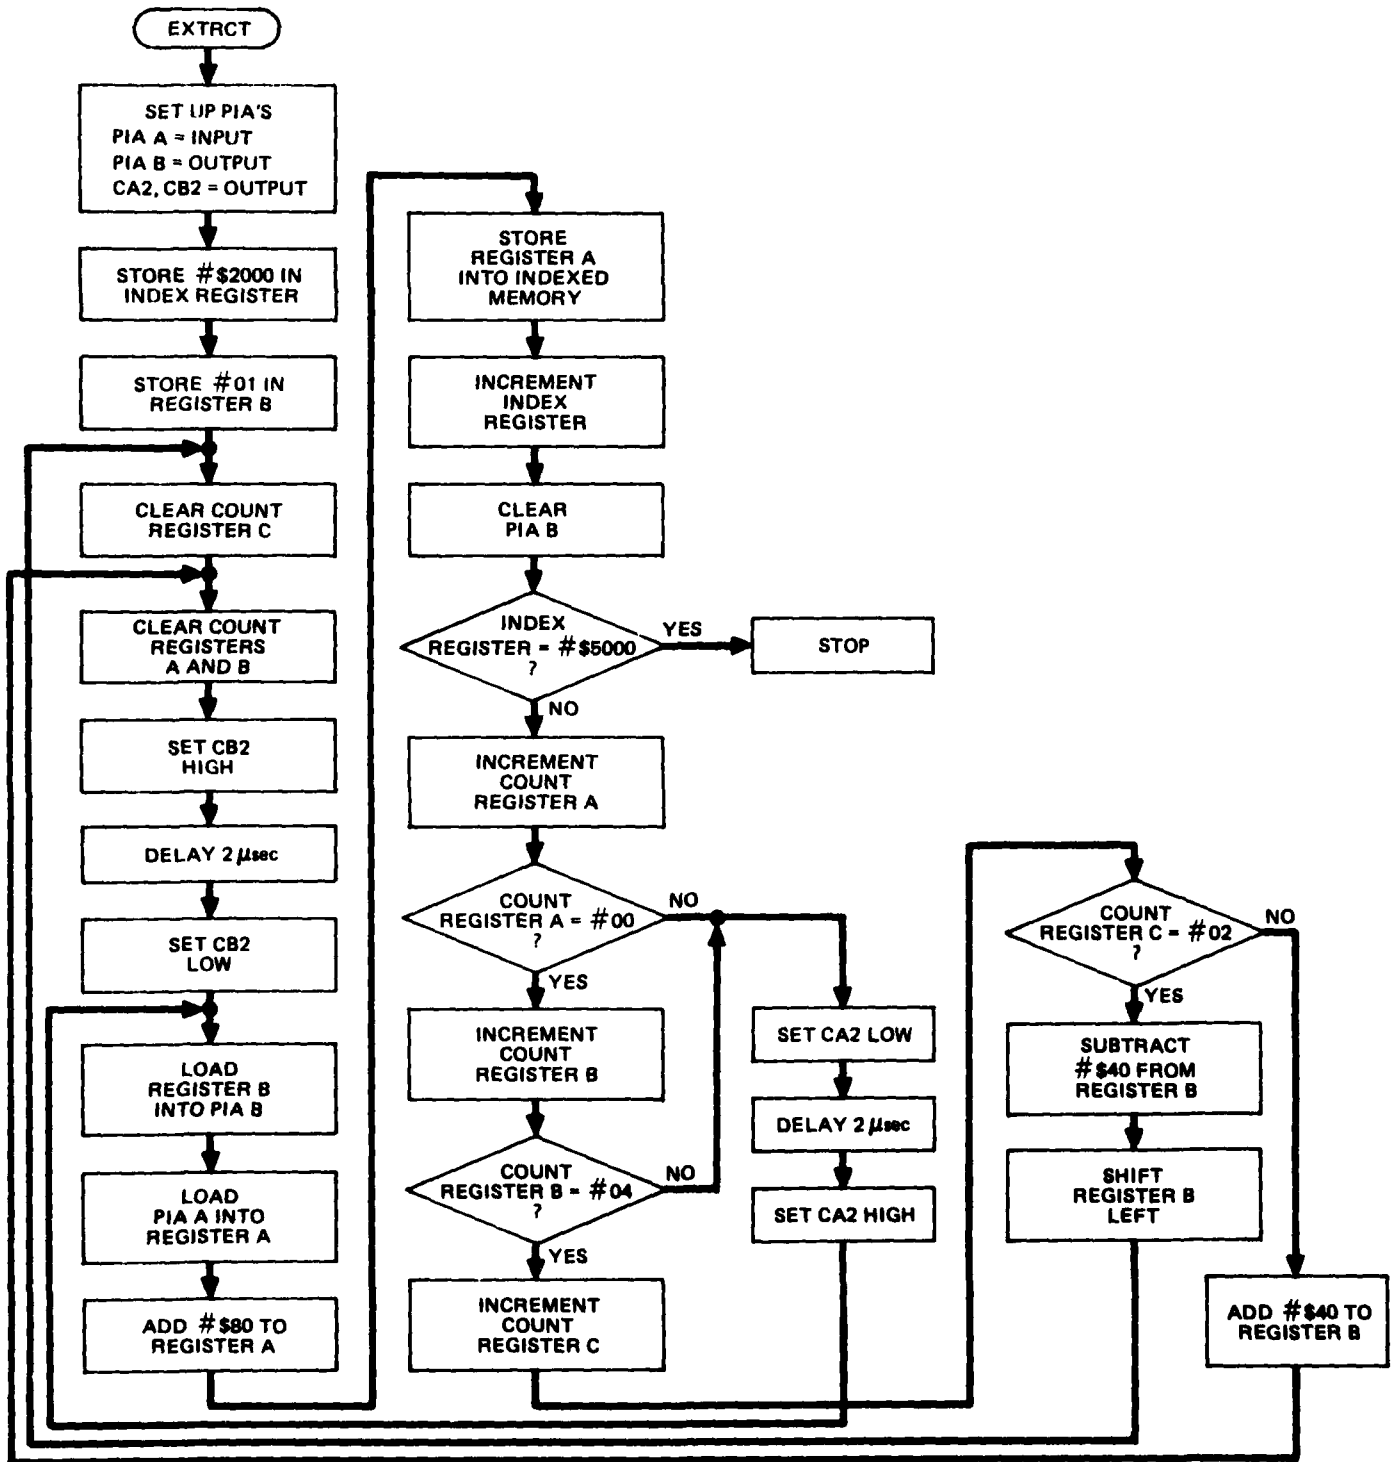 EXTRCT
SET UP PIA'S
PIA A = INPUT
PIA B = OUTPUT
CA2, CB2 = OUTPUT
STORE #$2000 IN
INDEX REGISTER
STORE #01 IN
REGISTER B
CLEAR COUNT
REGISTER C
CLEAR COUNT
REGISTERS
A AND B
SET CB2
HIGH
DELAY 2 μsec
SET CB2
LOW
LOAD
REGISTER B
INTO PIA B
LOAD
PIA A INTO
REGISTER A
ADD #$80 TO
REGISTER A
STORE
REGISTER A
INTO INDEXED
MEMORY
INCREMENT
INDEX
REGISTER
CLEAR
PIA B
INDEX
REGISTER = #$5000
?
YES
STOP
NO
INCREMENT
COUNT
REGISTER A
COUNT
REGISTER A = #00
?
NO
YES
INCREMENT
COUNT
REGISTER B
COUNT
REGISTER B = #04
?
NO
YES
INCREMENT
COUNT
REGISTER C
SET CA2 LOW
DELAY 2 μsec
SET CA2 HIGH
COUNT
REGISTER C = #02
?
NO
YES
SUBTRACT
#$40 FROM
REGISTER B
SHIFT
REGISTER B
LEFT
ADD #$40 TO
REGISTER B